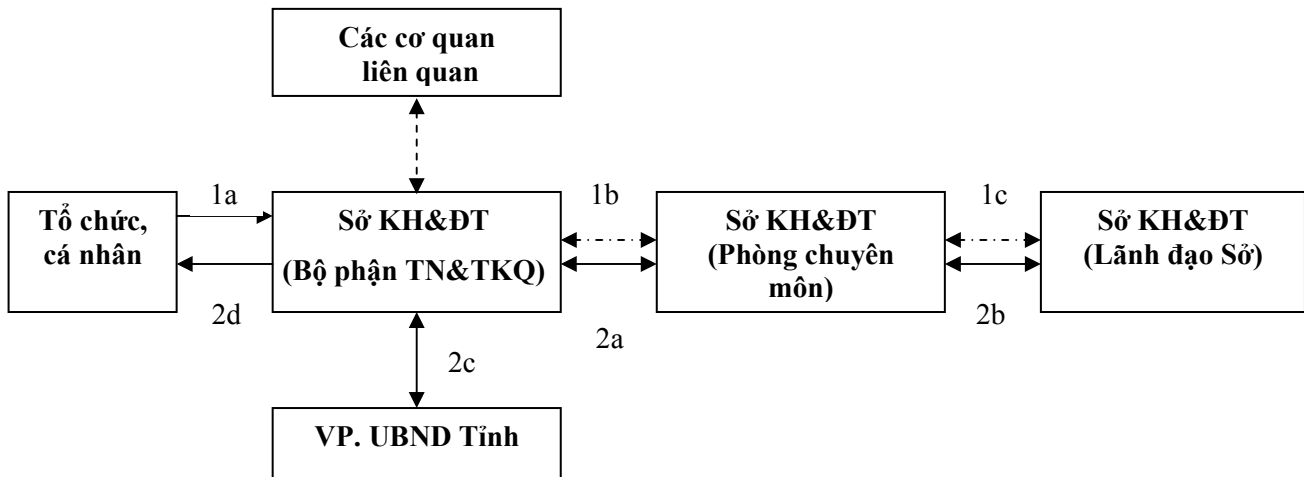 Các cơ quan
liên quan
1a
1b
1c
Tổ chức,
cá nhân
Sở KH&ĐT
(Bộ phận TN&TKQ)
Sở KH&ĐT
(Phòng chuyên
môn)
Sở KH&ĐT
(Lãnh đạo Sở)
2d
2a
2b
2c
VP. UBND Tỉnh